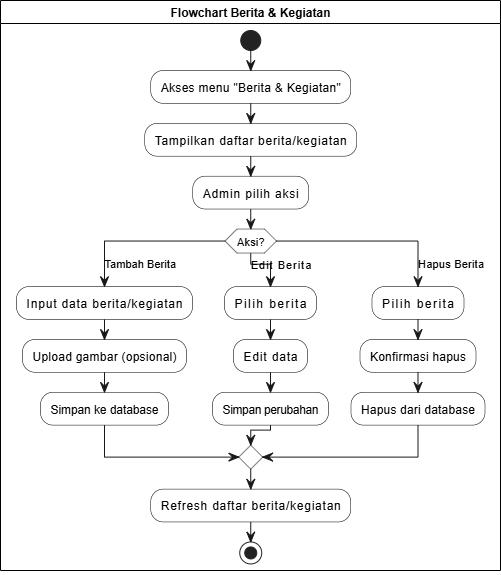 Flowchart Berita & Kegiatan
Akses menu "Berita & Kegiatan"
Tampilkan daftar berita/kegiatan
Admin pilih aksi
Aksi?
Tambah Berita
Edit Berita
Hapus Berita
Input data berita/kegiatan
Pilih berita
Pilih berita
Upload gambar (opsional)
Edit data
Konfirmasi hapus
Simpan ke database
Simpan perubahan
Hapus dari database
Refresh daftar berita/kegiatan